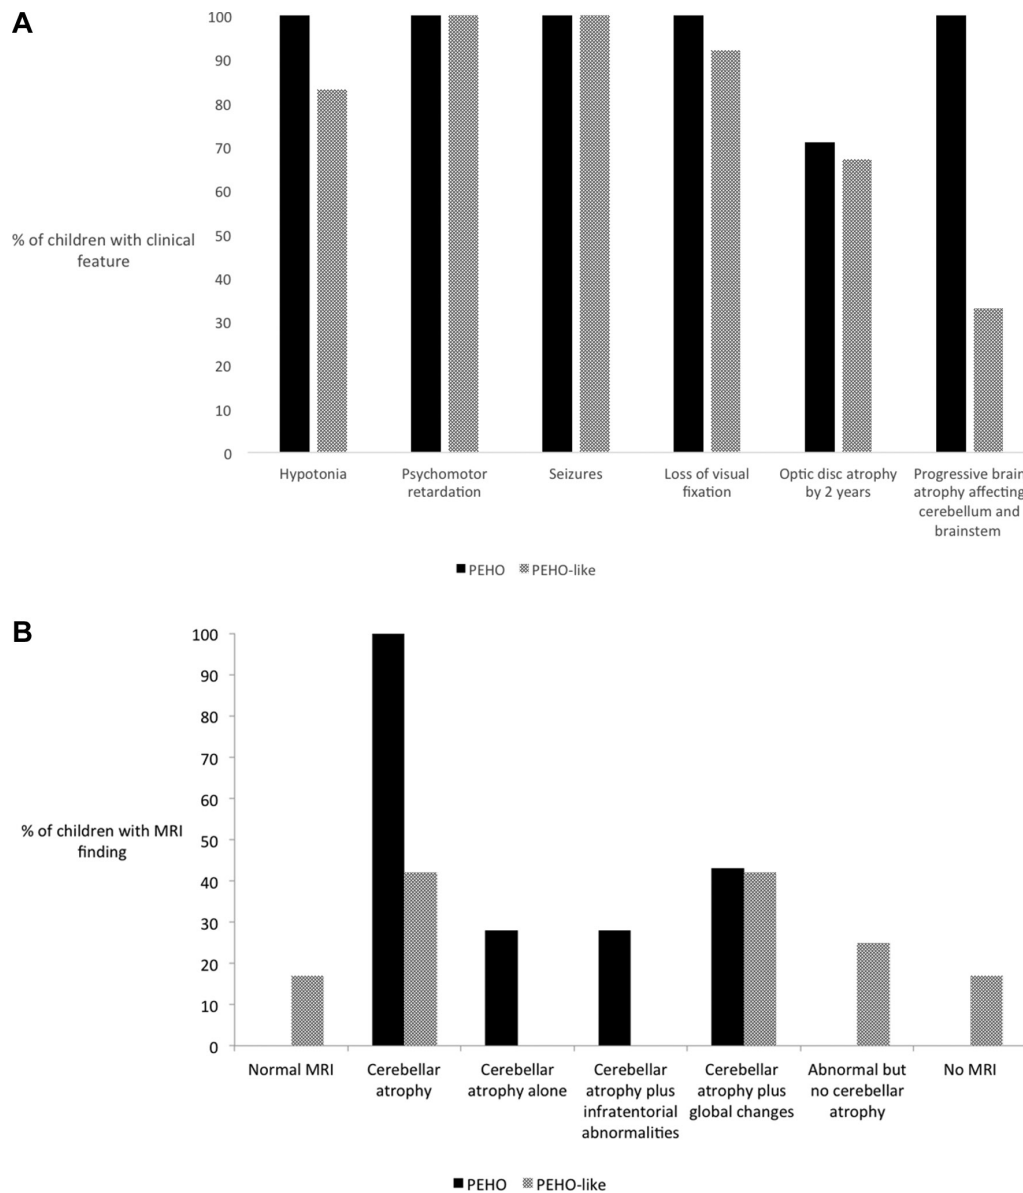 A
100
90
80
70
60
50
40
30
20
10
0
% of children with clinical
feature
Hypotonia
Psychomotor
retardation
Seizures
Loss of visual
fixation
Optic disc atrophy
by 2 years
Progressive brain
atrophy affecting
cerebellum and
brainstem
PEHO PEHO-like
B
100
90
80
70
60
50
40
30
20
10
0
% of children with MRI
finding
Normal MRI
Cerebellar
atrophy
Cerebellar
atrophy alone
Cerebellar
atrophy plus
infratentorial
abnormalities
Cerebellar
atrophy plus
global changes
Abnormal but
no cerebellar
atrophy
No MRI
PEHO PEHO-like